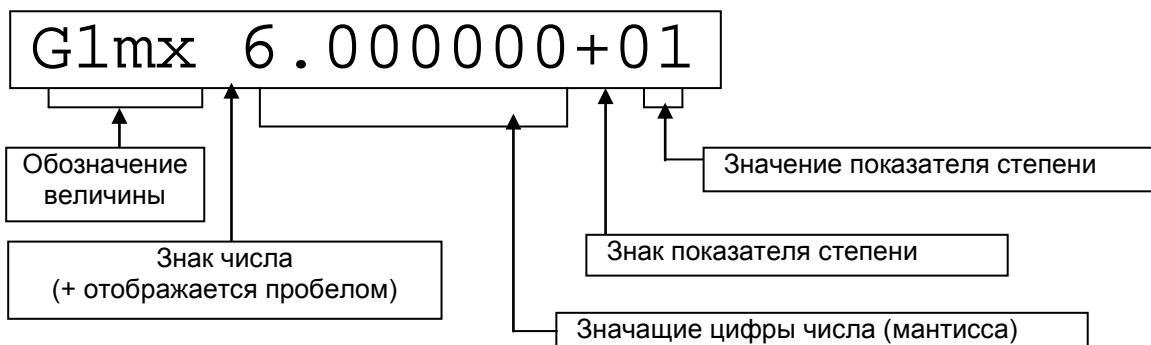 G1mx 6.000000+01
Обозначение
величины
Значение показателя степени
Знак числа
(+ отображается пробелом)
Знак показателя степени
Значащие цифры числа (мантисса)